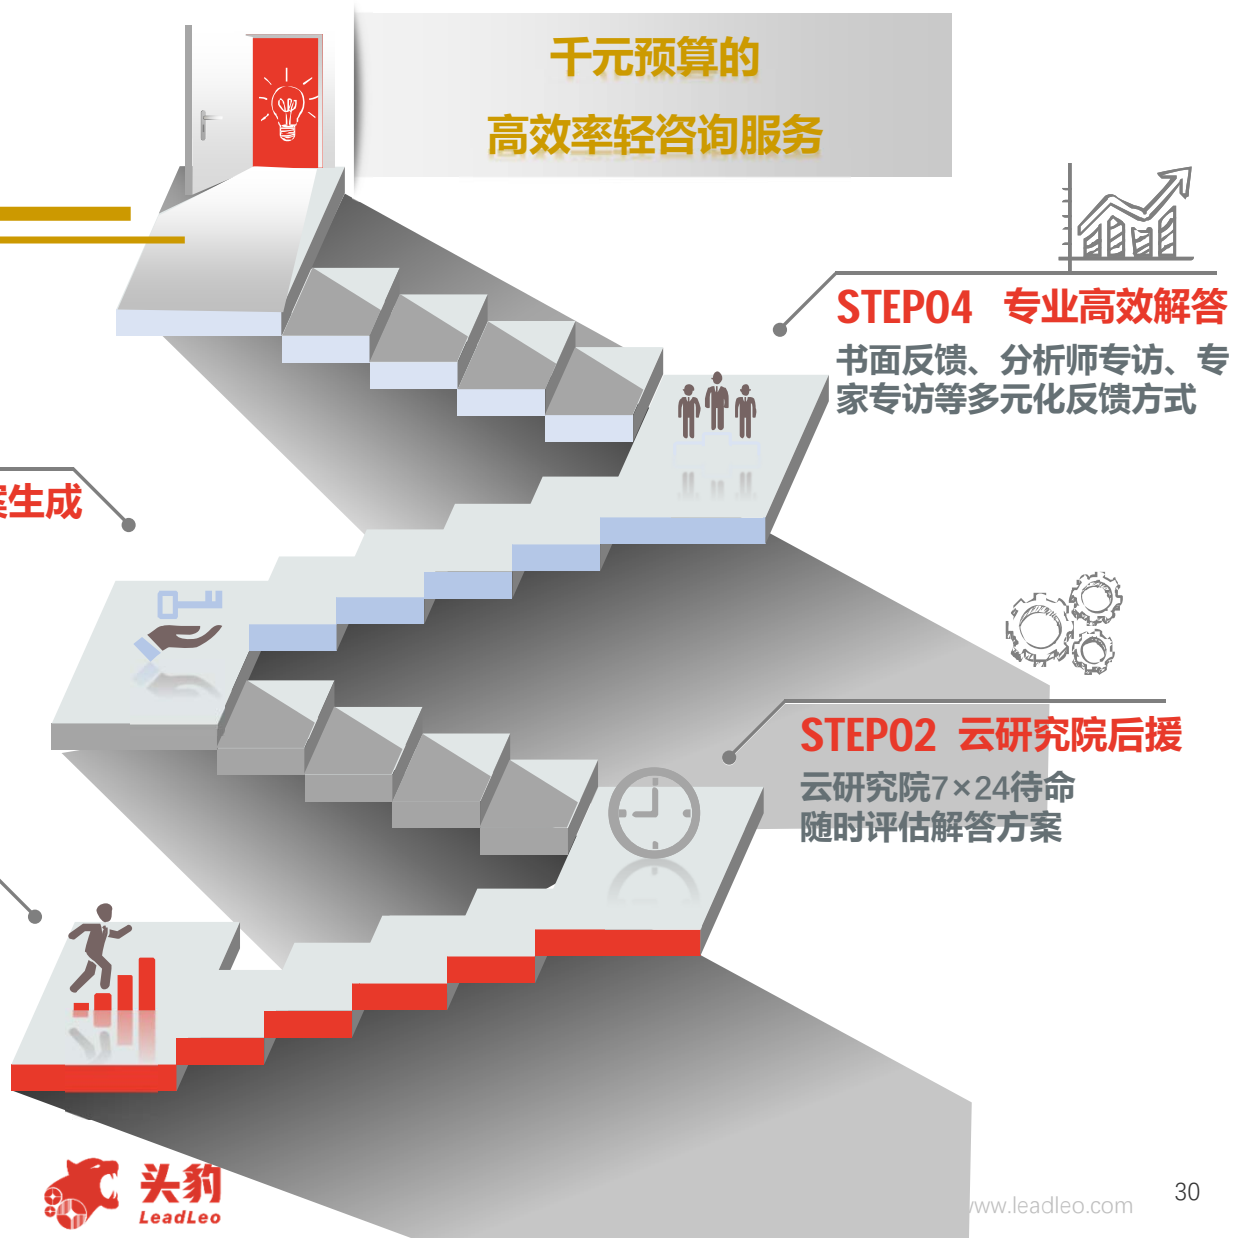 千元预算的
高效率轻咨询服务
STEP04 专业高效解答
书面反馈、分析师专访、专
家专访等多元化反馈方式
案生成
STEP02 云研究院后援
云研究院7×24待命
随时评估解答方案
头豹
LeadLeo
www.leadleo.com
30